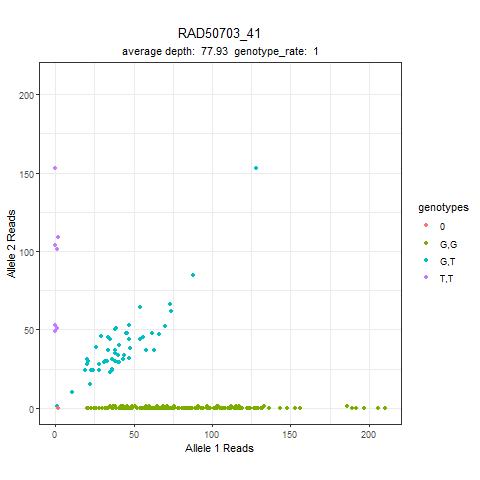 RAD50703_41
average depth: 77.93 genotype_rate: 1
200
150
100
50
0
Allele 2 Reads
0 50 100 150 200
Allele 1 Reads
genotypes
0
G,G
G,T
T,T